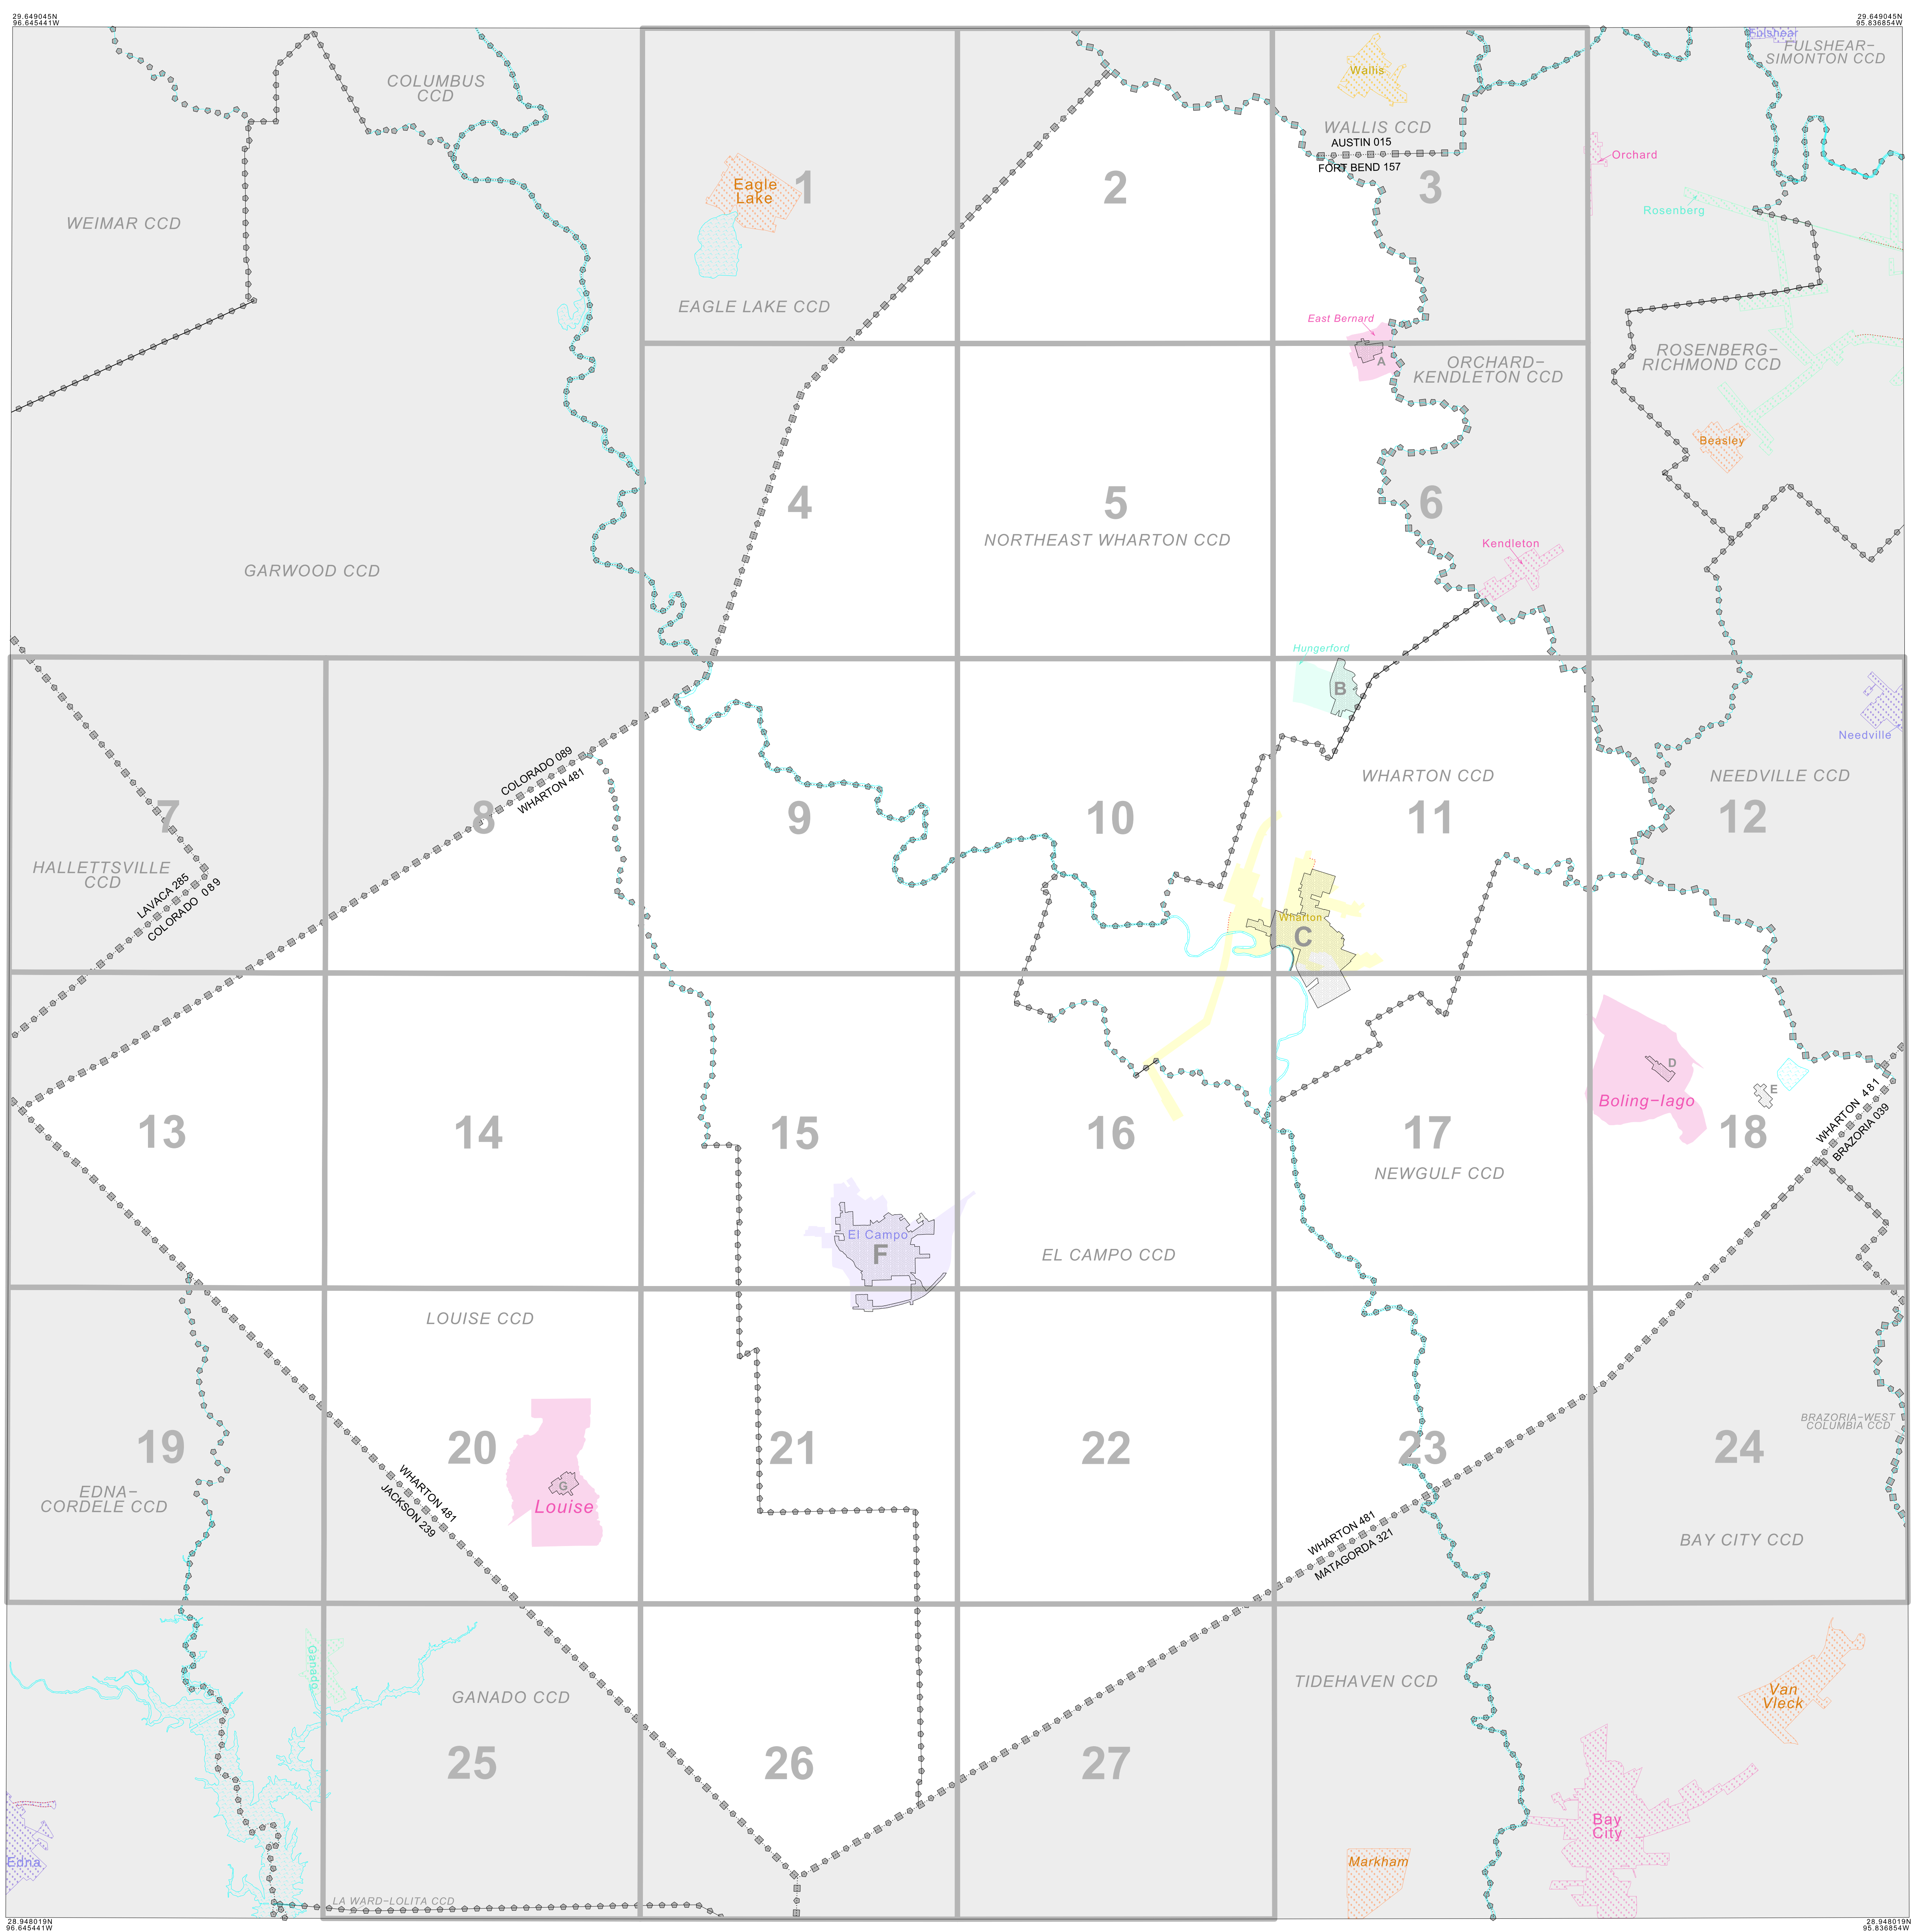 29.649045N
96.645441W
29.649045N
95.836854W
Fulshear
FULSHEAR-
SIMONTON CCD
COLUMBUS
CCD
Wallis
WALLIS CCD
AUSTIN 015
FORT BEND 157
Orchard
Eagle
Lake
1
2
3
Rosenberg
WEIMAR CCD
EAGLE LAKE CCD
East Bernard
A
ORCHARD-
KENDLETON CCD
ROSENBERG-
RICHMOND CCD
Beasley
4
5
6
NORTHEAST WHARTON CCD
Kendleton
GARWOOD CCD
Hungerford
B
Needville
COLORADO 089
WHARTON 481
WHARTON CCD
NEEDVILLE CCD
7
8
9
10
11
12
HALLETTSVILLE
CCD
LAVACA 285
COLORADO 089
Wharton
C
D
E
Boling-Iago
WHARTON 481
BRAZORIA 039
13
14
15
16
17
18
NEWGULF CCD
El Campo
F
EL CAMPO CCD
LOUISE CCD
BRAZORIA-WEST
COLUMBIA CCD
19
20
21
22
23
24
EDNA-
CORDELE CCD
G
Louise
WHARTON 481
JACKSON 239
WHARTON 481
MATAGORDA 321
BAY CITY CCD
Ganado
GANADO CCD
TIDEHAVEN CCD
Van
Vleck
25
26
27
Bay
City
Edna
Markham
LA WARD-LOLITA CCD
28.948019N
96.645441W
28.948019N
95.836854W